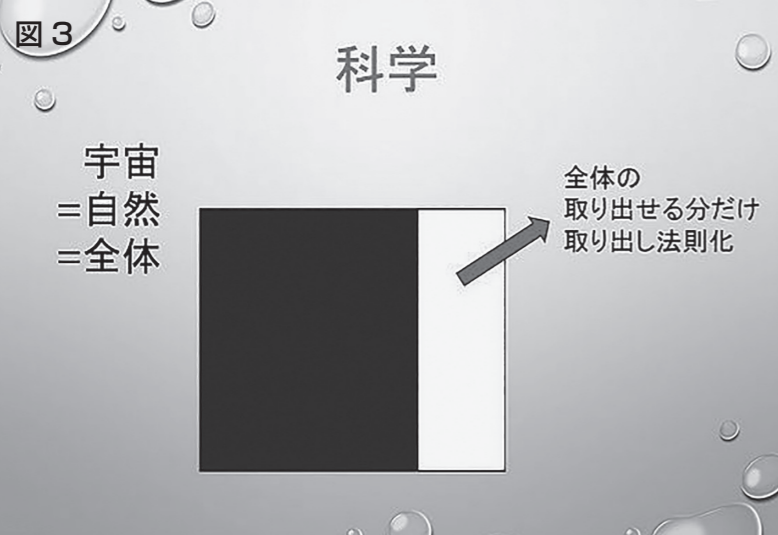 図3
科学
宇宙
=自然
=全体
全体の
取り出せる分だけ
取り出し法則化